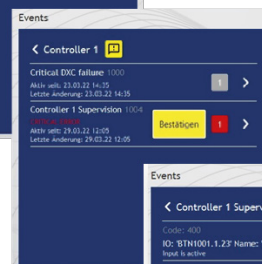 Events
Controller 1
Critical DXC failure 1000
Aktiv seit: 23.03.22 14:35
Letzte Änderung: 23.03.22 14:35
1
Controller 1 Supervision 1004
Aktiv seit: 29.03.22 12:05
Letzte Änderung: 29.03.22 12:05
Bestätigen
1
Events
Controller 1 Superv
Code: 400
IO: 'BTN1001.1.23' Name: '
Input is active